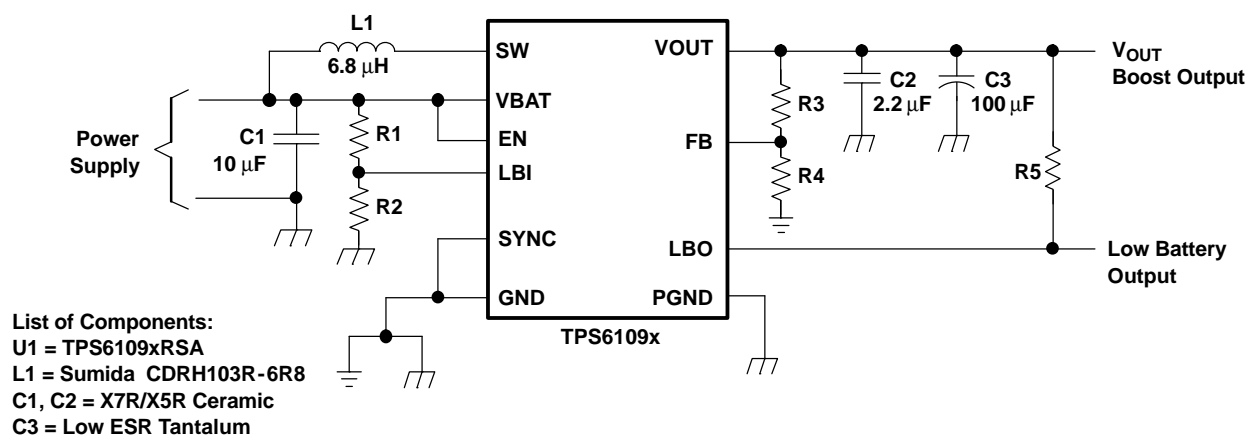 L1
6.8 µH
SW
VOUT
V_OUT
Boost Output
C2
2.2 µF
C3
100 µF
VBAT
R3
Power
Supply
C1
10 µF
R1
EN
FB
LBI
R4
R5
R2
SYNC
LBO
Low Battery
Output
GND
PGND
TPS6109x
List of Components:
U1 = TPS6109xRSA
L1 = Sumida CDRH103R-6R8
C1, C2 = X7R/X5R Ceramic
C3 = Low ESR Tantalum